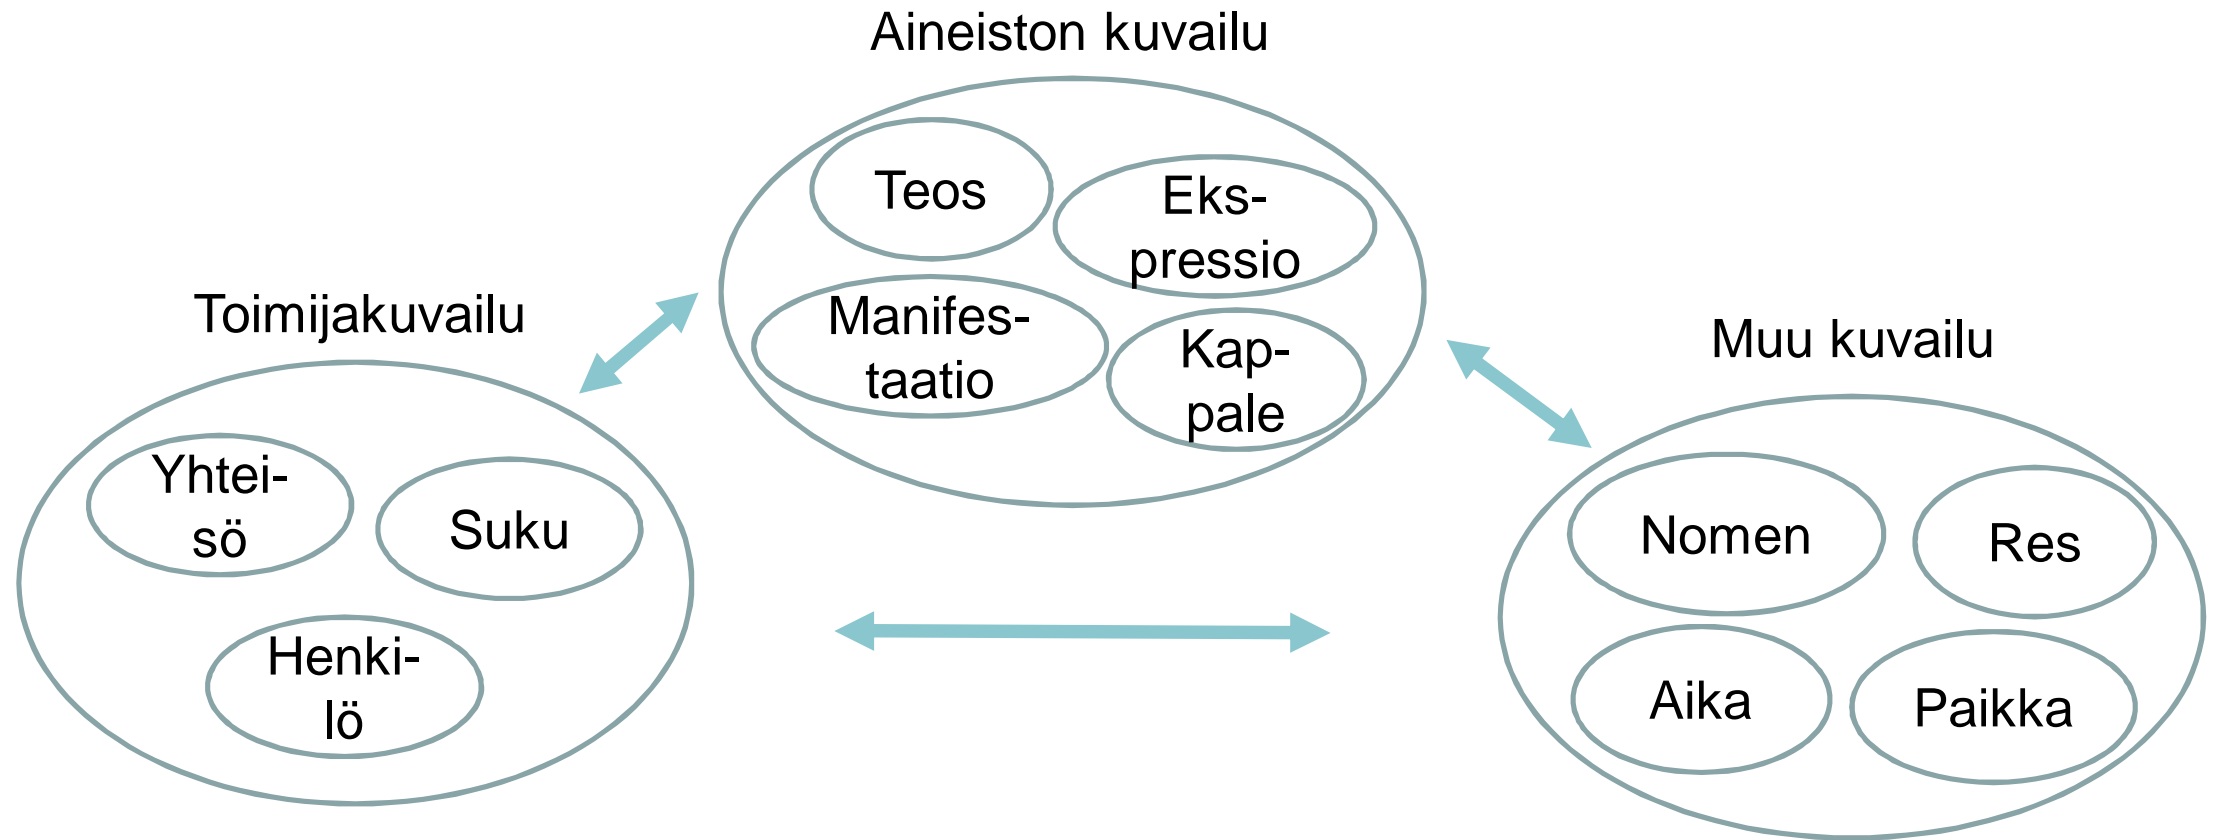 Aineiston kuvailu
Teos
Eks-
pressio
Manifes-
taatio
Kap-
pale
Toimijakuvailu
Yhtei-
sö
Suku
Henki-
lö
Muu kuvailu
Nomen
Res
Aika
Paikka